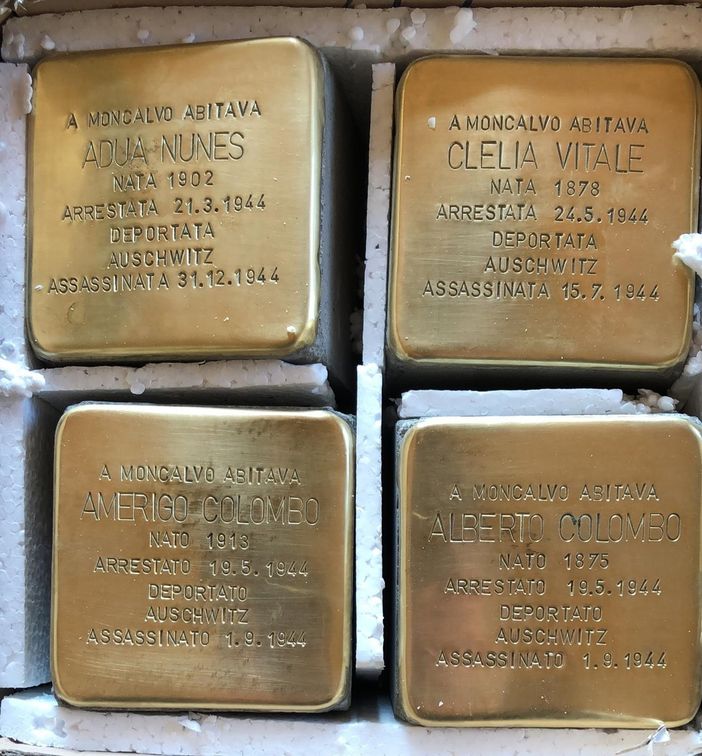 A MONCALVO ABITAVA
ADUA NUNES
NATA 1902
ARRESTATA 21.3.1944
DEPORTATA
AUSCHWITZ
ASSASSINATA 31.12.1944
A MONCALVO ABITAVA
CLELIA VITALE
NATA 1878
ARRESTATA 24.5.1944
DEPORTATA
AUSCHWITZ
ASSASSINATA 15.7.1944
A MONCALVO ABITAVA
AMERIGO COLOMBO
NATO 1913
ARRESTATO 19.5.1944
DEPORTATO
AUSCHWITZ
ASSASSINATO 1.9.1944
A MONCALVO ABITAVA
ALBERTO COLOMBO
NATO 1875
ARRESTATO 19.5.1944
DEPORTATO
AUSCHWITZ
ASSASSINATO 1.9.1944